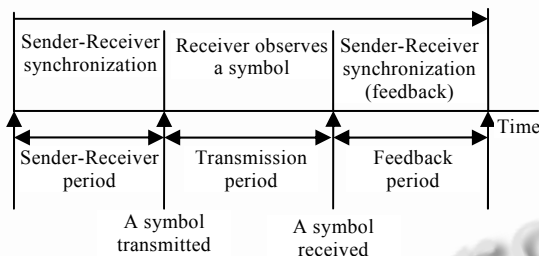 Sender-Receiver
synchronization
Receiver observes
a symbol
Sender-Receiver
synchronization
(feedback)
Time
Sender-Receiver
period
Transmission
period
Feedback
period
A symbol
transmitted
A symbol
received